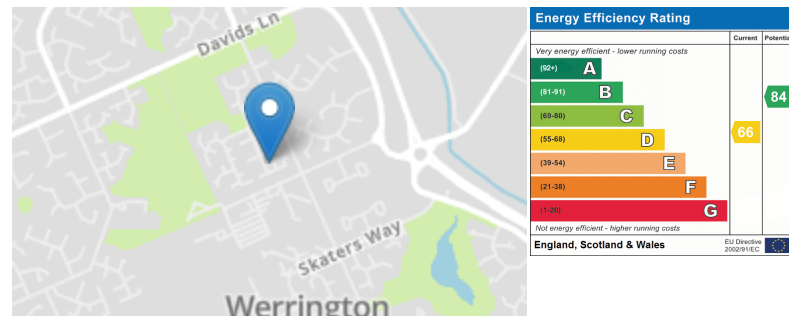 Davids Ln
Skaters Way
Werrington
Energy Efficiency Rating
Current
Potentia
Very energy efficient - lower running costs
(92+) A
(81-91) B
84
(69-80) C
(55-68) D
66
(39-54) E
(21-38) F
(1-20) G
Not energy efficient - higher running costs
England, Scotland & Wales
EU Directive
2002/91/EC